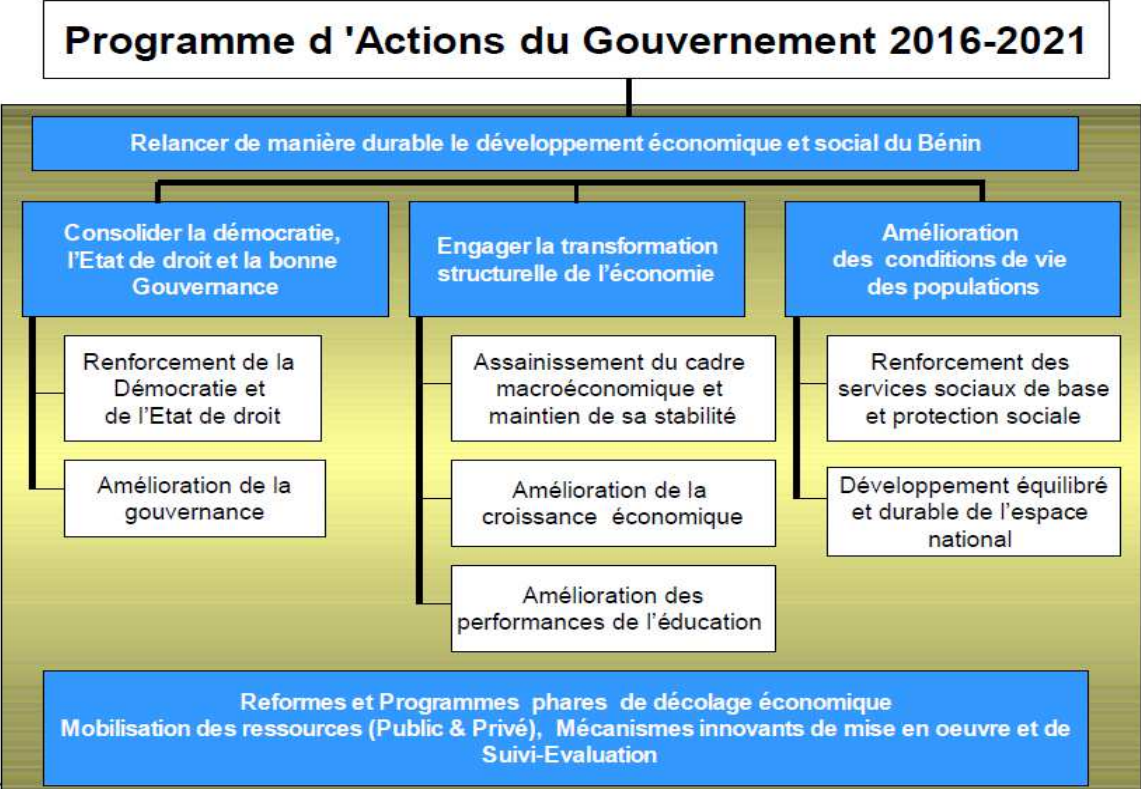 Programme d 'Actions du Gouvernement 2016-2021
Relancer de manière durable le développement économique et social du Bénin
Consolider la démocratie,
l'Etat de droit et la bonne
Gouvernance
Renforcement de la
Démocratie et
de l'Etat de droit
Amélioration de la
gouvernance
Engager la transformation
structurelle de l'économie
Assainissement du cadre
macroéconomique et
maintien de sa stabilité
Amélioration de la
croissance économique
Amélioration des
performances de l'éducation
Amélioration
des conditions de vie
des populations
Renforcement des
services sociaux de base
et protection sociale
Développement équilibré
et durable de l'espace
national
Reformes et Programmes phares de décolage économique
Mobilisation des ressources (Public & Privé), Mécanismes innovants de mise en oeuvre et de
Suivi-Evaluation